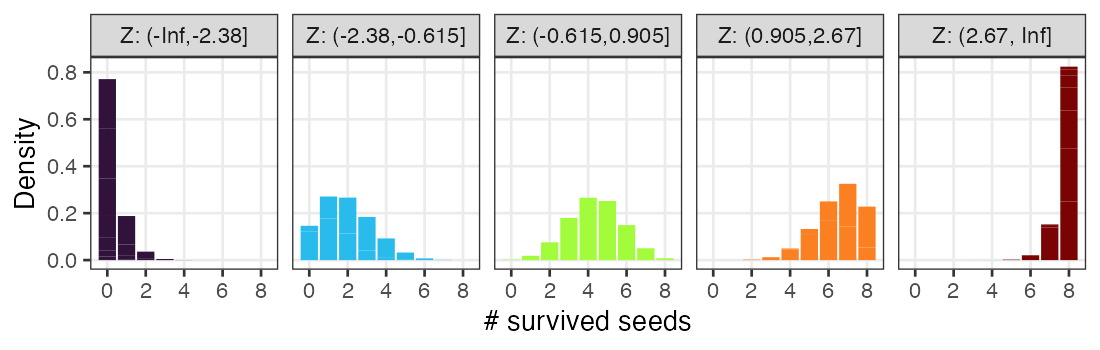 Z: (-Inf,-2.38] Z: (-2.38,-0.615] Z: (-0.615,0.905] Z: (0.905,2.67] Z: (2.67, Inf]
Density
0.8
0.6
0.4
0.2
0.0
0 2 4 6 8 0 2 4 6 8 0 2 4 6 8 0 2 4 6 8 0 2 4 6 8
# survived seeds